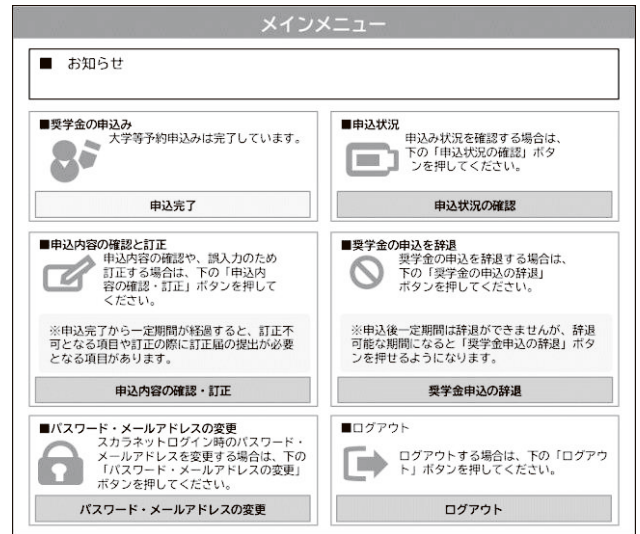 メインメニュー
■ お知らせ
■奨学金の申込み
大学等予約申込みは完了しています。
申込完了
■申込状況
申込み状況を確認する場合は、
下の「申込状況の確認」ボタ
ンを押してください。
申込状況の確認
■申込内容の確認と訂正
申込内容の確認や、誤入力のため
訂正する場合は、下の「申込内
容の確認・訂正」ボタンを押して
ください。
※申込完了から一定期間が経過すると、訂正不
可となる項目や訂正の際に訂正届の提出が必要
となる項目があります。
申込内容の確認・訂正
■奨学金の申込を辞退
奨学金の申込を辞退する場合は、
下の「奨学金の申込の辞退」
ボタンを押してください。
※申込後一定期間は辞退ができませんが、辞退
可能な期間になると「奨学金申込の辞退」ボタ
ンを押せるようになります。
奨学金申込の辞退
■パスワード・メールアドレスの変更
スカラネットログイン時のパスワード・
メールアドレスを変更する場合は、下の
「パスワード・メールアドレスの変更」
ボタンを押してください。
パスワード・メールアドレスの変更
■ログアウト
ログアウトする場合は、下の「ログアウ
ト」ボタンを押してください。
ログアウト